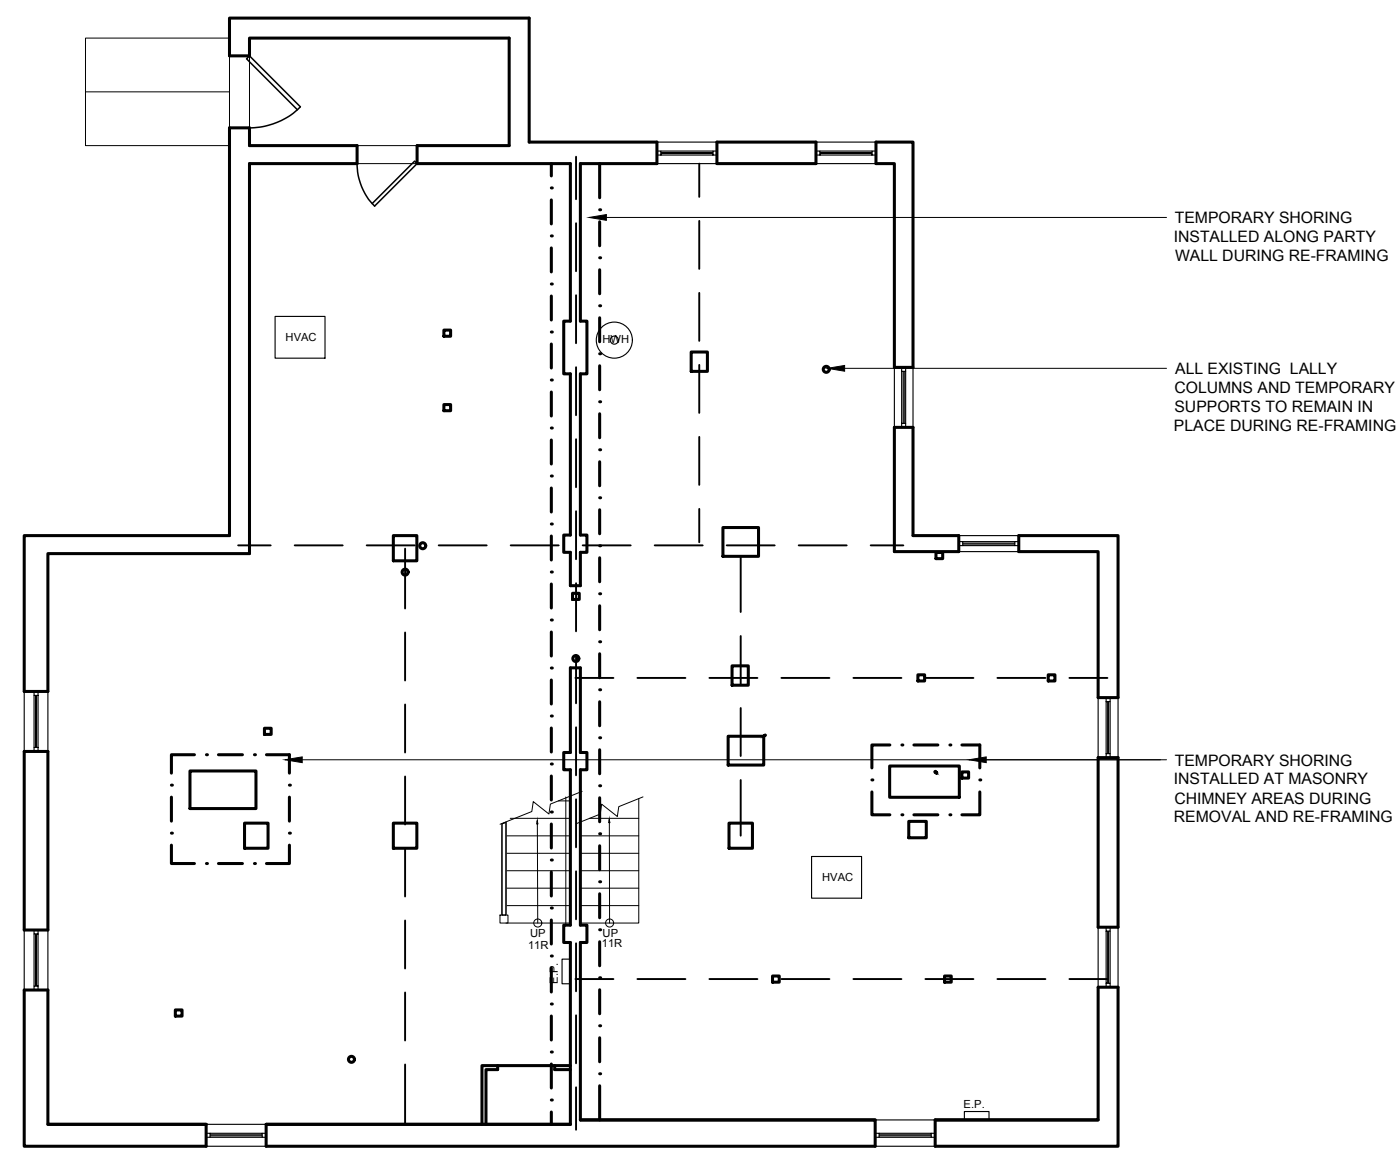 TEMPORARY SHORING
INSTALLED ALONG PARTY
WALL DURING RE-FRAMING
HVAC
HWH
ALL EXISTING LALLY
COLUMNS AND TEMPORARY
SUPPORTS TO REMAIN IN
PLACE DURING RE-FRAMING
TEMPORARY SHORING
INSTALLED AT MASONRY
CHIMNEY AREAS DURING
REMOVAL AND RE-FRAMING
HVAC
UP
11R
UP
11R
E.P.
E.P.